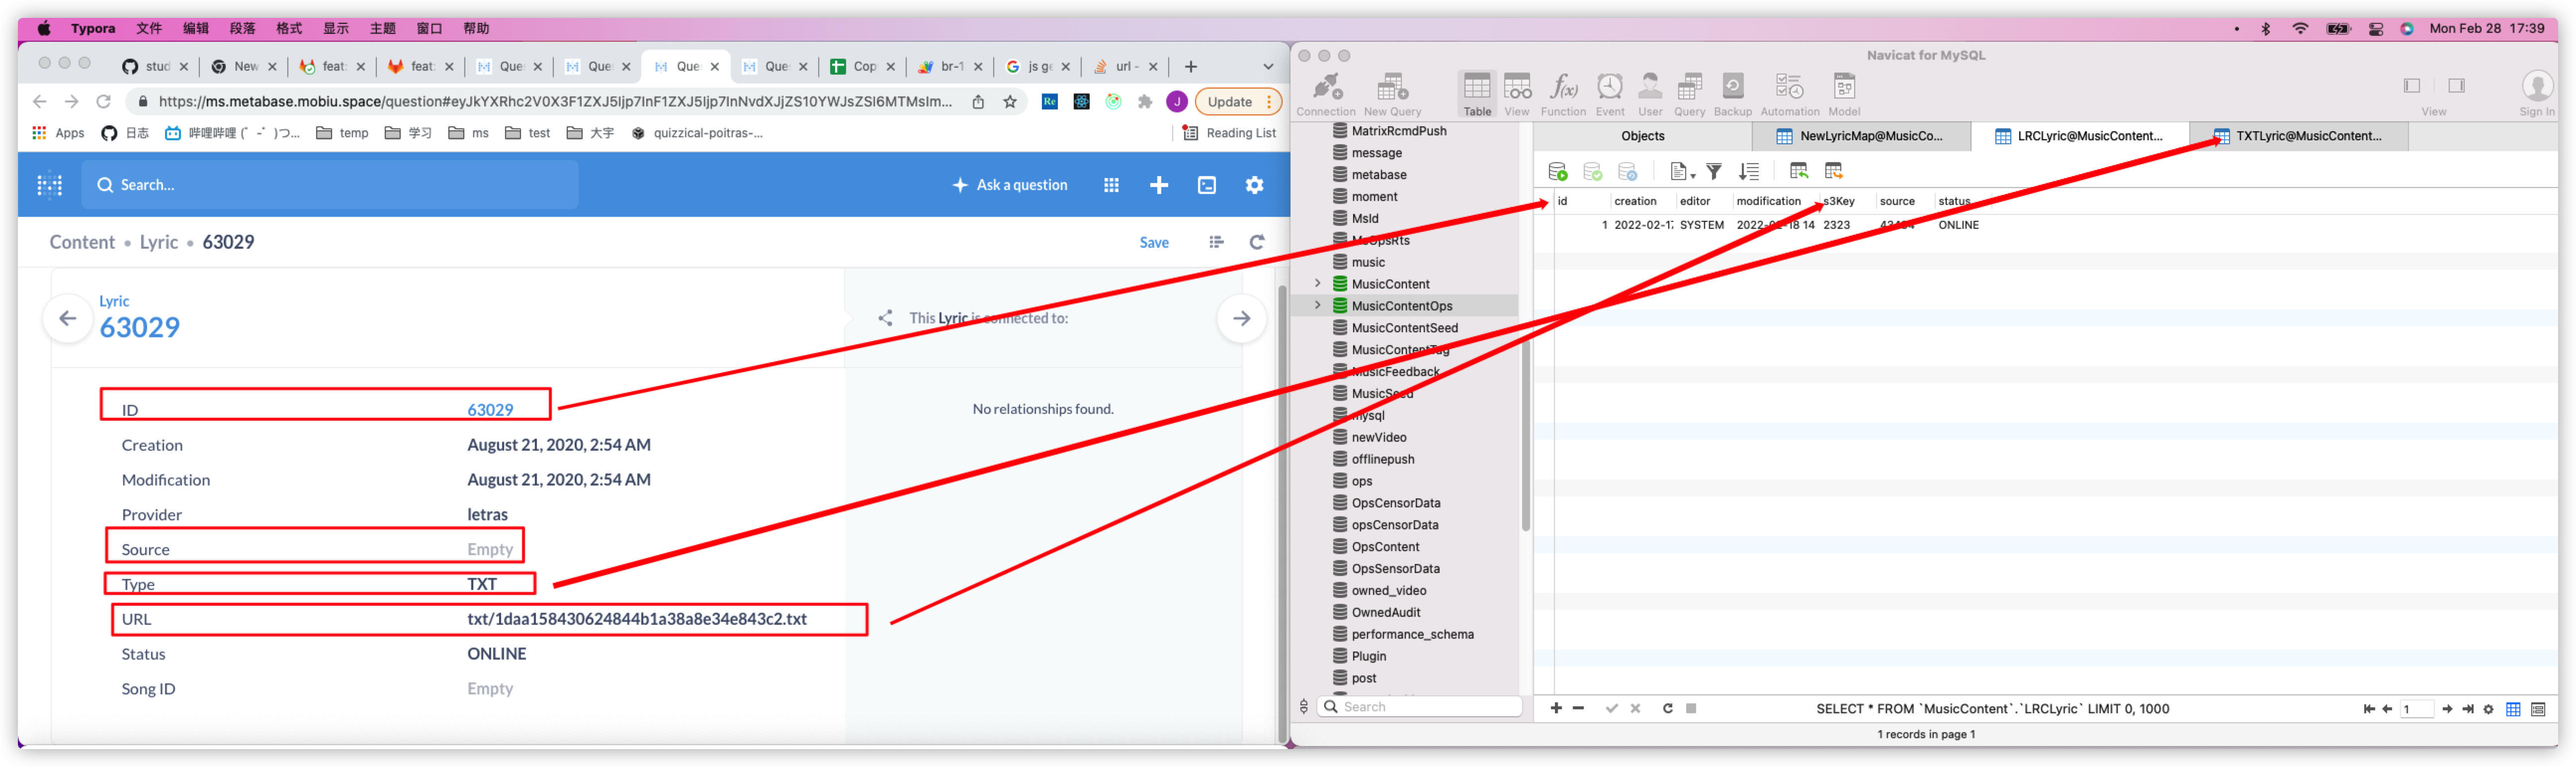 Typora 文件 编辑 段落 格式 显示 主题 窗口 帮助
Mon Feb 28 17:39
stud
New
feat:
feat:
Que:
Que:
Que:
Que:
Cop
br-1
js ge
url -
https://ms.metabase.mobiu.space/question#eyJkYXRhc2V0X3F1ZXJ5Ijp7InF1ZXJ5Ijp7InNvdXJjZS10YWJsZSI6MTMsIm...
J
Update
Apps
日志
temp
学习
ms
test
大宇
quizzical-poitras-...
Reading List
Search...
Ask a question
Content • Lyric • 63029
Save
Lyric
63029
This Lyric is connected to:
No relationships found.
ID 63029
Creation August 21, 2020, 2:54 AM
Modification August 21, 2020, 2:54 AM
Provider letras
Source Empty
Type TXT
URL txt/1daa158430624844b1a38a8e34e843c2.txt
Status ONLINE
Song ID Empty
Navicat for MySQL
Connection New Query Table View Function Event User Query Backup Automation Model View Sign In
MatrixRcmdPush
message
metabase
moment
MsId
MsOpsRts
music
MusicContent
MusicContentOps
MusicContentSeed
MusicContentTag
MusicFeedback
MusicSeed
mysql
newVideo
offlinepush
ops
OpsCensorData
opsCensorData
OpsContent
OpsSensorData
owned_video
OwnedAudit
performance_schema
Plugin
post
Search
Objects NewLyricMap@MusicCo... LRCLyric@MusicContent... TXTLyric@MusicContent...
id creation editor modification s3Key source status
1 2022-02-1 SYSTEM 2022-02-18 14 2323 ONLINE
SELECT * FROM `MusicContent`.`LRCLyric` LIMIT 0, 1000
1
1 records in page 1